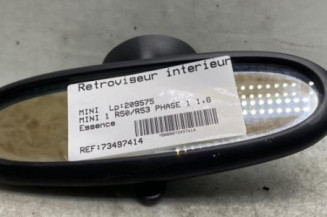 Retroviseur interieur
MINI Lp:209575
MINI 1 R50/R53 PHASE 1 1.6
Essence
REF:73497414